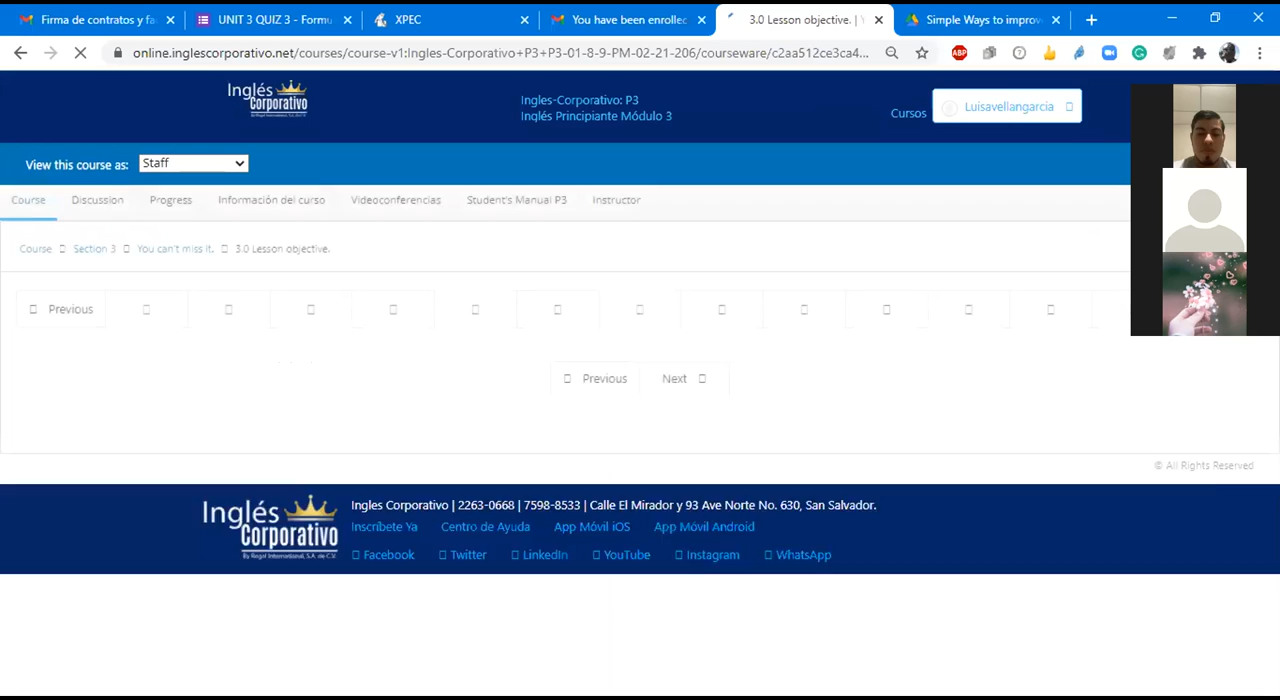 Firma de contratos y fa
UNIT 3 QUIZ 3 - Formu
XPEC
You have been enrolled
3.0 Lesson objective. | Y
Simple Ways to improv
online.inglescorporativo.net/courses/course-v1:Ingles-Corporativo+P3+P3-01-8-9-PM-02-21-206/courseware/c2aa512ce3ca4...
ABP
Inglés
Corporativo
Ingles-Corporativo: P3
Inglés Principiante Módulo 3
Cursos
Luisavellangarcia
View this course as: Staff
Course Discussion Progress Información del curso Videoconferencias Student's Manual P3 Instructor
Course Section 3 You can't miss it. 3.0 Lesson objective.
Previous
Previous Next
© All Rights Reserved
Inglés
Corporativo
By Regal International, S.A. de C.V.
Ingles Corporativo | 2263-0668 | 7598-8533 | Calle El Mirador y 93 Ave Norte No. 630, San Salvador.
Inscríbete Ya Centro de Ayuda App Móvil iOS App Móvil Android
Facebook Twitter LinkedIn YouTube Instagram WhatsApp